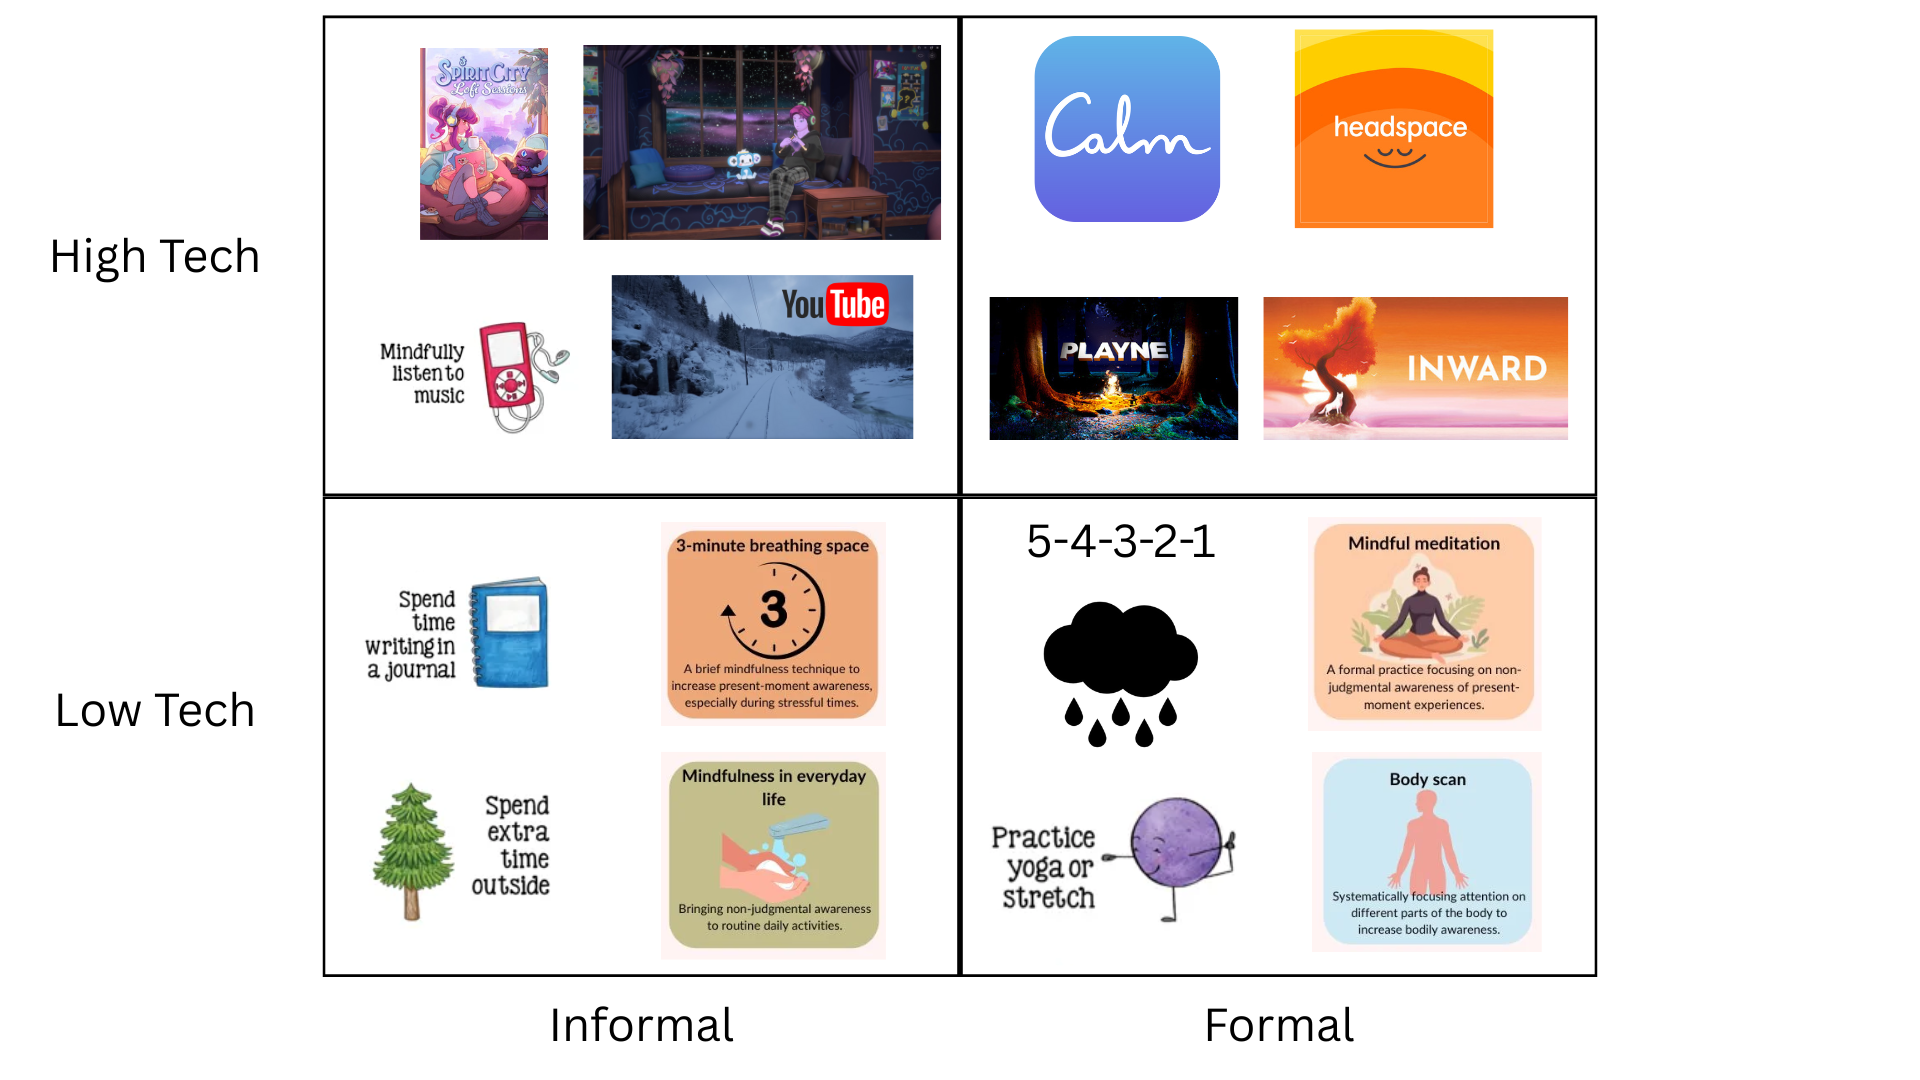 High Tech
Low Tech
SPIRIT CITY
Lofi Sessions
Mindfully
listen to
music
YouTube
Calm
headspace
PLAYNE
INWARD
Spend
time
writing in
a journal
3-minute breathing space
3
A brief mindfulness technique to
increase present-moment awareness,
especially during stressful times.
Spend
extra
time
outside
Mindfulness in everyday
life
Bringing non-judgmental awareness
to routine daily activities.
5-4-3-2-1
Mindful meditation
A formal practice focusing on non-
judgmental awareness of present-
moment experiences.
Practice
yoga or
stretch
Body scan
Systematically focusing attention on
different parts of the body to
increase bodily awareness.
Informal
Formal